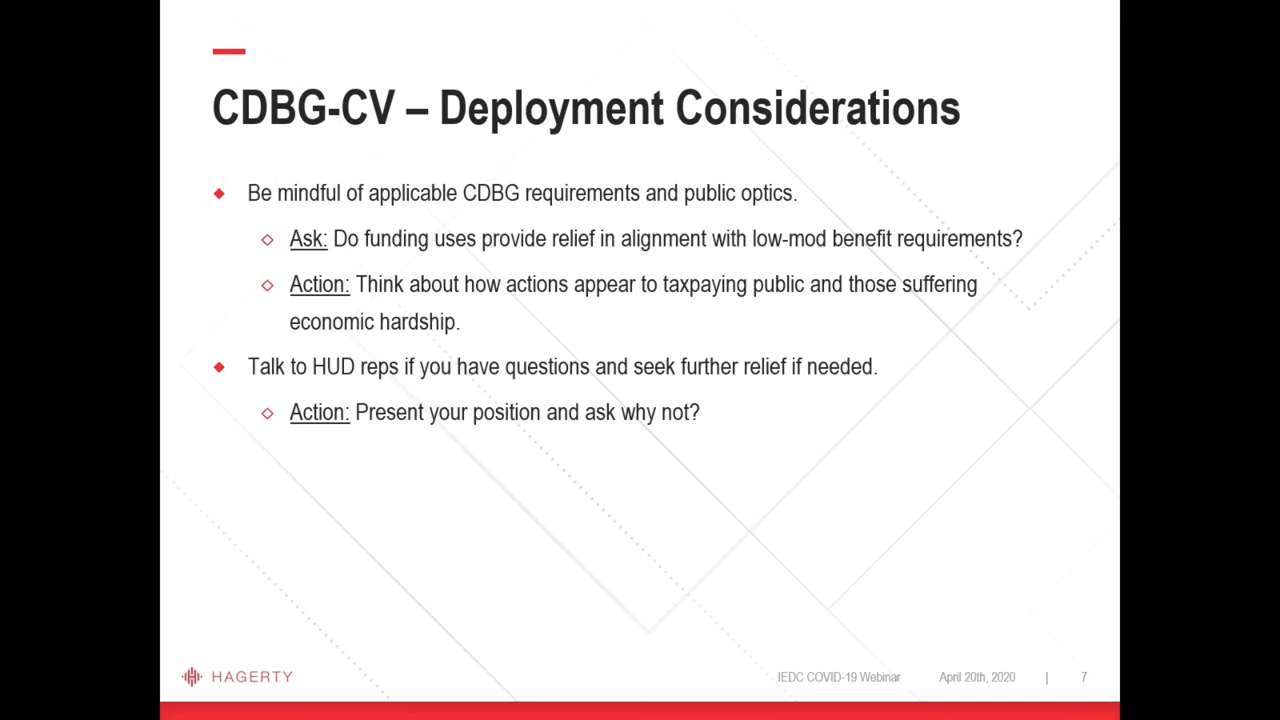 CDBG-CV – Deployment Considerations
Be mindful of applicable CDBG requirements and public optics.
Ask: Do funding uses provide relief in alignment with low-mod benefit requirements?
Action: Think about how actions appear to taxpaying public and those suffering
economic hardship.
Talk to HUD reps if you have questions and seek further relief if needed.
Action: Present your position and ask why not?
HAGERTY
IEDC COVID-19 Webinar April 20th, 2020 | 7